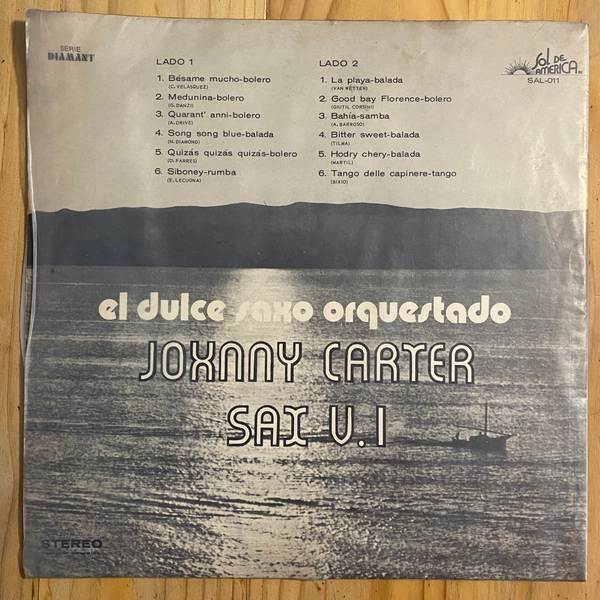 SERIE
DIAMANT
Sol DE
AMERICA
SAL-011
LADO 1
1. Bésame mucho-bolero
(C. VELASQUEZ)
2. Medunina-bolero
(G. DANZI)
3. Quarant' anni-bolero
(A. DRIVE)
4. Song song blue-balada
(N. DIAMOND)
5. Quizás quizás quizás-bolero
(O. FARRES)
6. Siboney-rumba
(E. LECUONA)
LADO 2
1. La playa-balada
(VAN WETTER)
2. Good bay Florence-bolero
(GIUTIL CORSINI)
3. Bahía-samba
(A. BARROSO)
4. Bitter sweet-balada
(TILMA)
5. Hodry chery-balada
(MARTIL)
6. Tango delle capinere-tango
(BIXIO)
el dulce saxo orquestado
JOHNNY CARTER
SAX V.I
STEREO